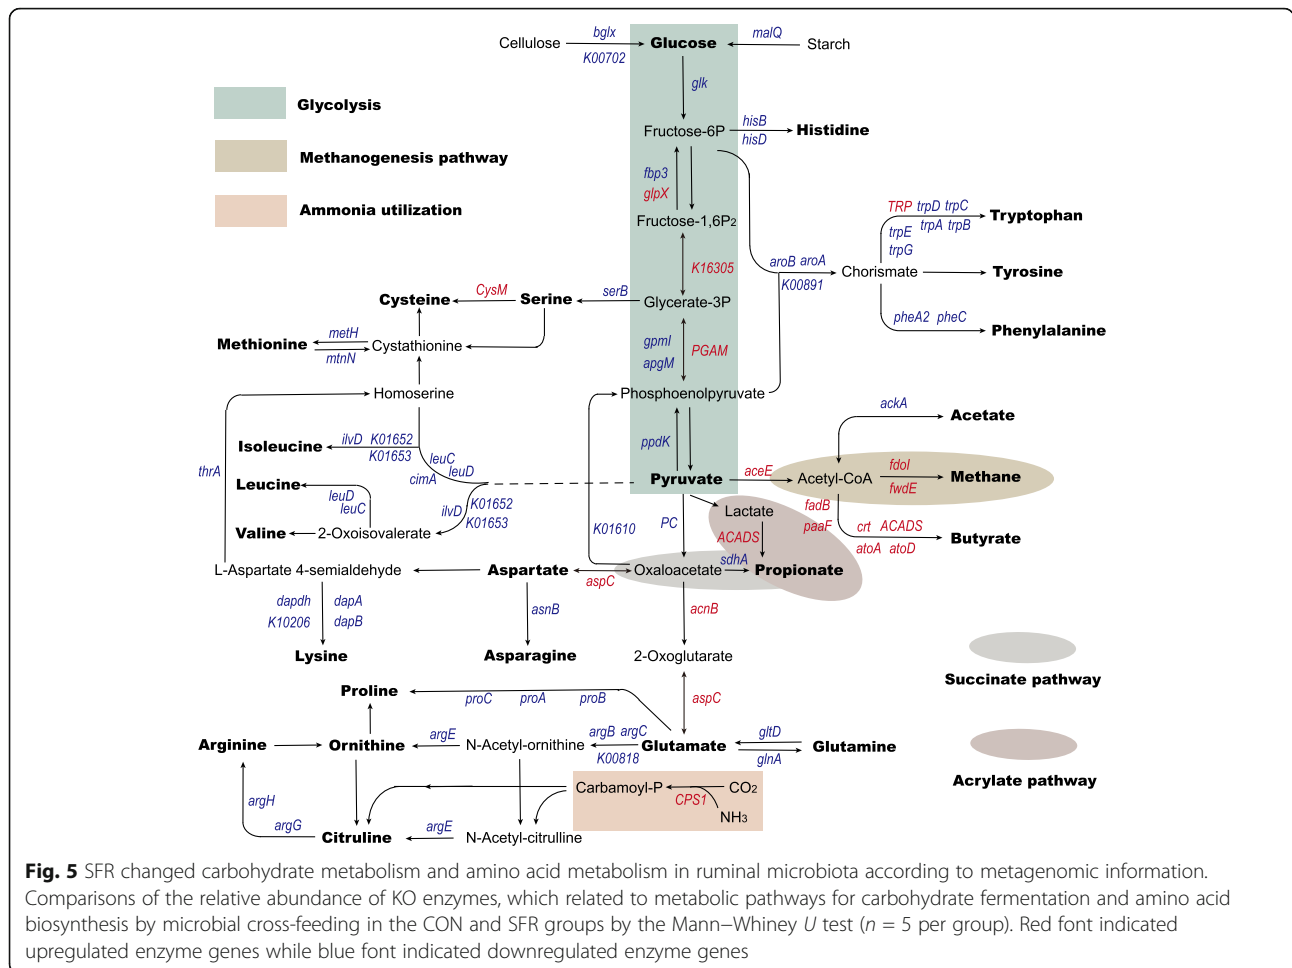 bglx
malQ
Cellulose
Glucose
Starch
K00702
glk
Glycolysis
Fructose-6P
hisB
hisD
Histidine
Methanogenesis pathway
fbp3
glpX
Ammonia utilization
Fructose-1,6P2
TRP trpD trpC
Tryptophan
trpE trpA trpB
trpG
K16305
aroB aroA
K00891
Chorismate
Tyrosine
Cysteine
CysM
Serine
serB
Glycerate-3P
pheA2 pheC
Phenylalanine
metH
Methionine
mtnN
Cystathionine
gpmI
apgM
PGAM
Homoserine
Phosphoenolpyruvate
ackA
Acetate
Isoleucine
ilvD K01652
K01653
leuC
leuD
cimA
ppdK
thrA
Leucine
leuD
leuC
ilvD
K01652
K01653
Pyruvate
aceE
Acetyl-CoA
fdoI
fwdE
Methane
Valine
2-Oxoisovalerate
K01610
PC
Lactate
ACADS
fadB
paaF
crt ACADS
atoA atoD
Butyrate
L-Aspartate 4-semialdehyde
Aspartate
aspC
Oxaloacetate
sdhA
Propionate
dapdh dapA
K10206 dapB
asnB
acnB
Lysine
Asparagine
2-Oxoglutarate
Succinate pathway
Proline
proC proA proB
aspC
Arginine
Ornithine
argE
N-Acetyl-ornithine
argB argC
K00818
Glutamate
gltD
glnA
Glutamine
Acrylate pathway
Carbamoyl-P
CPS1
CO2
NH3
argH
argG
Citruline
argE
N-Acetyl-citrulline
Fig. 5 SFR changed carbohydrate metabolism and amino acid metabolism in ruminal microbiota according to metagenomic information.
Comparisons of the relative abundance of KO enzymes, which related to metabolic pathways for carbohydrate fermentation and amino acid
biosynthesis by microbial cross-feeding in the CON and SFR groups by the Mann–Whiney U test (n = 5 per group). Red font indicated
upregulated enzyme genes while blue font indicated downregulated enzyme genes